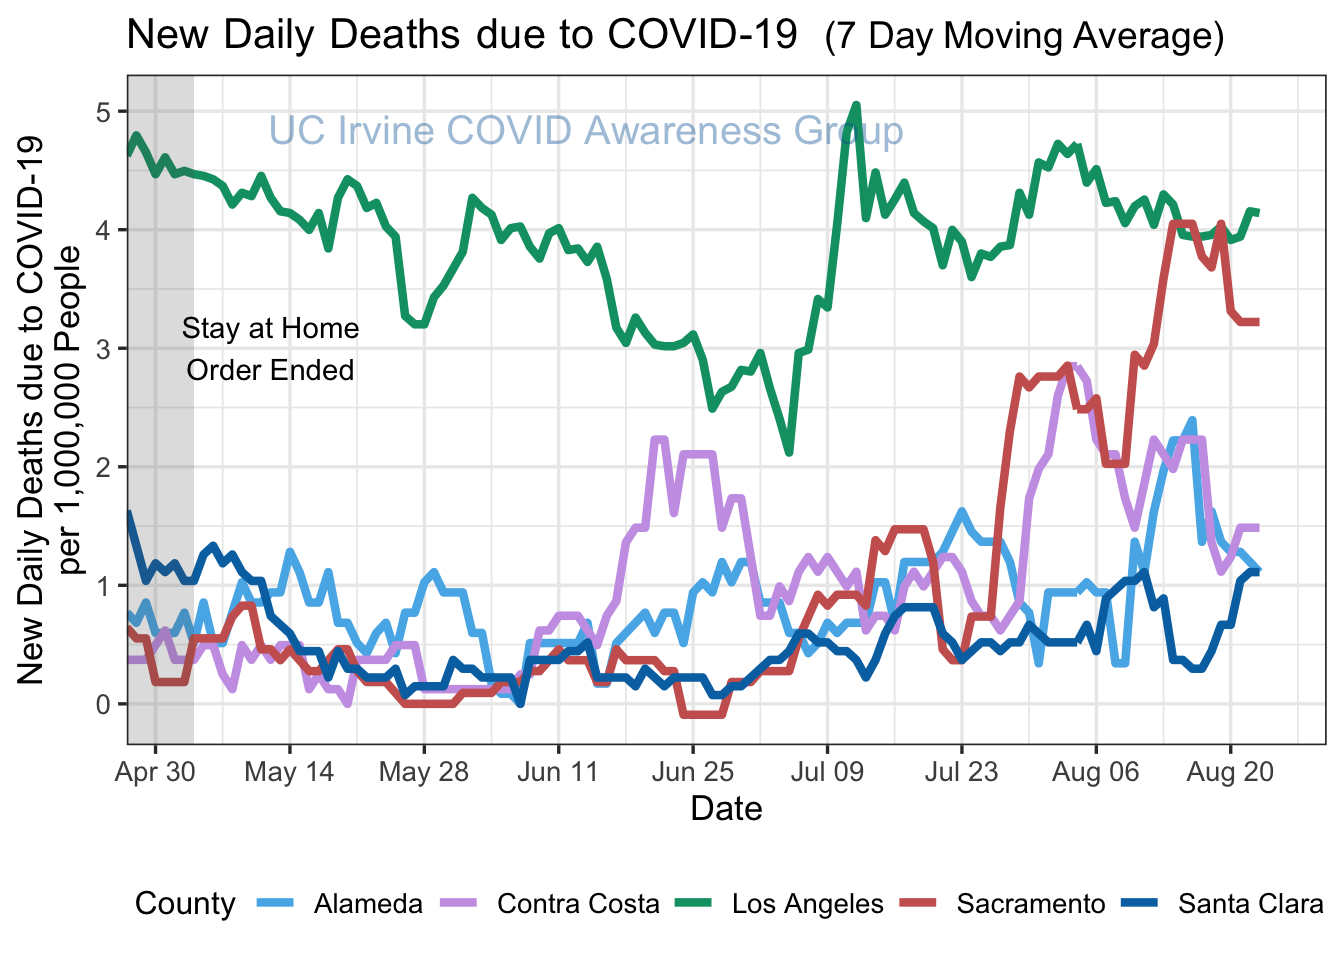 New Daily Deaths due to COVID-19 (7 Day Moving Average)
UC Irvine COVID Awareness Group
New Daily Deaths due to COVID-19
per 1,000,000 People
5
4
3
2
1
0
Stay at Home
Order Ended
Apr 30 May 14 May 28 Jun 11 Jun 25 Jul 09 Jul 23 Aug 06 Aug 20
Date
County Alameda Contra Costa Los Angeles Sacramento Santa Clara